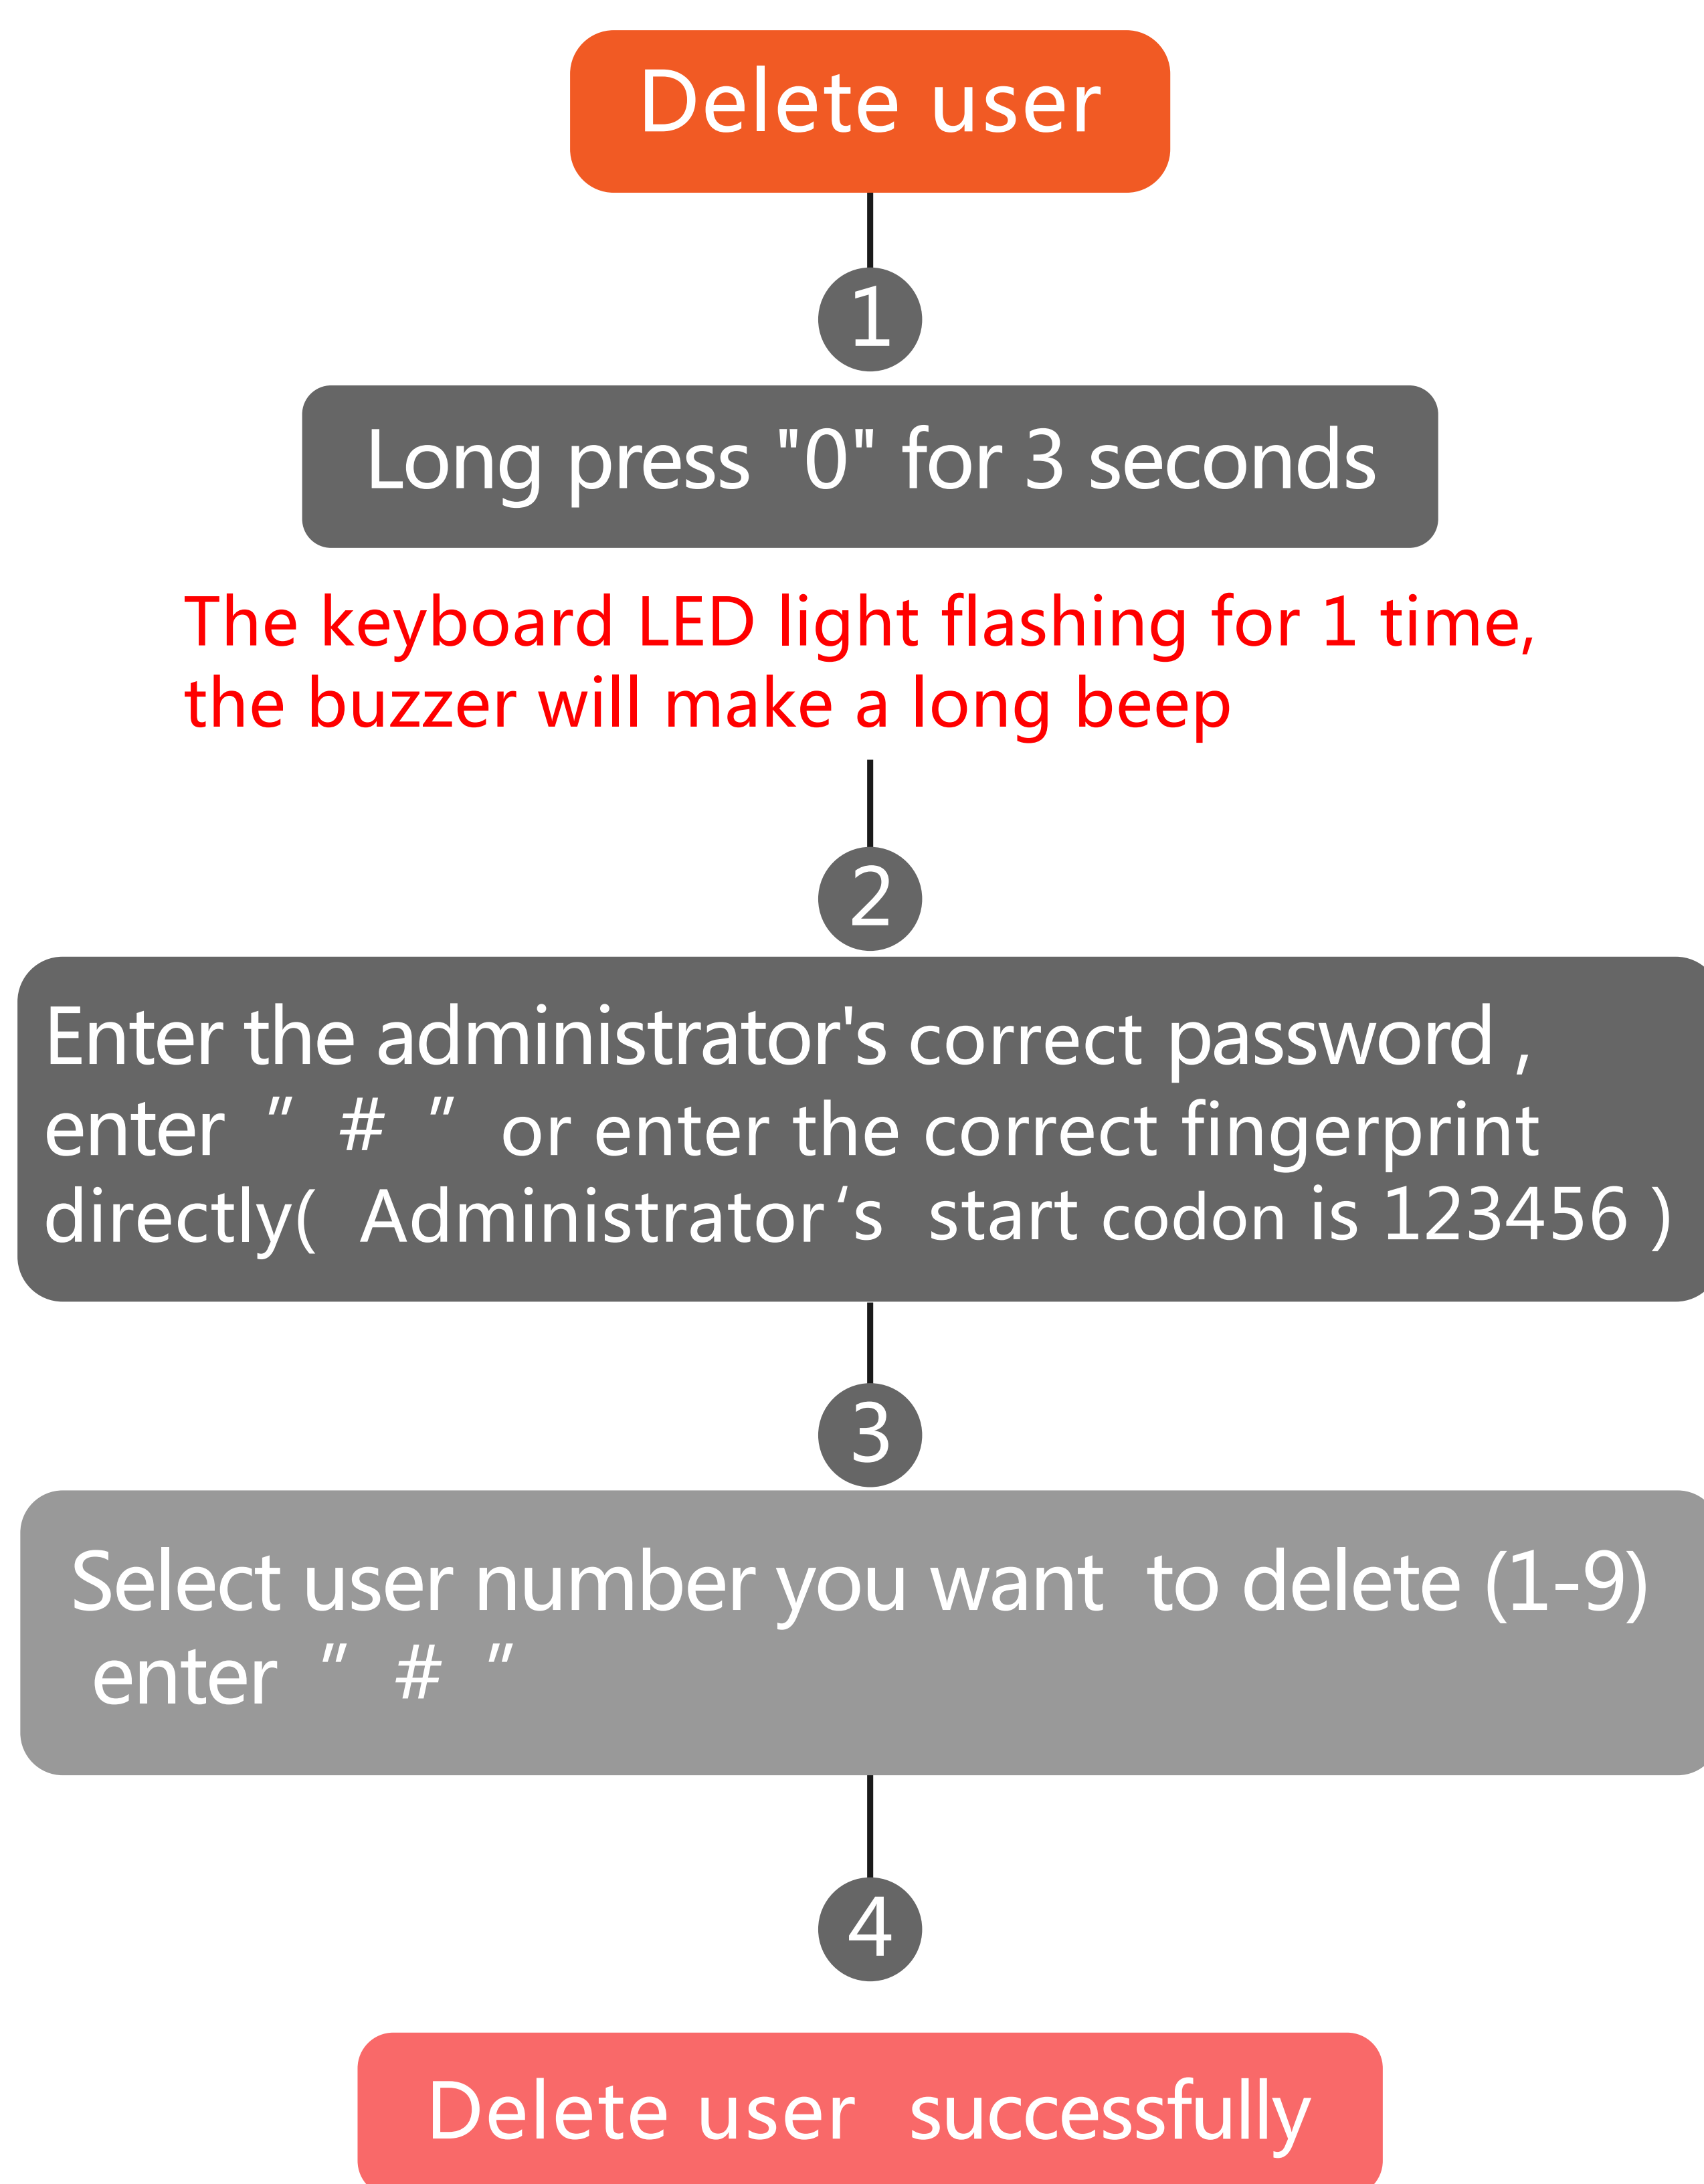 Delete user
1
Long press "0" for 3 seconds
The keyboard LED light flashing for 1 time,
the buzzer will make a long beep
2
Enter the administrator's correct password ,
enter “ # ” or enter the correct fingerprint
directly( Administrator‘s start codon is 123456 )
3
Select user number you want to delete (1-9)
enter “ # ”
4
Delete user successfully